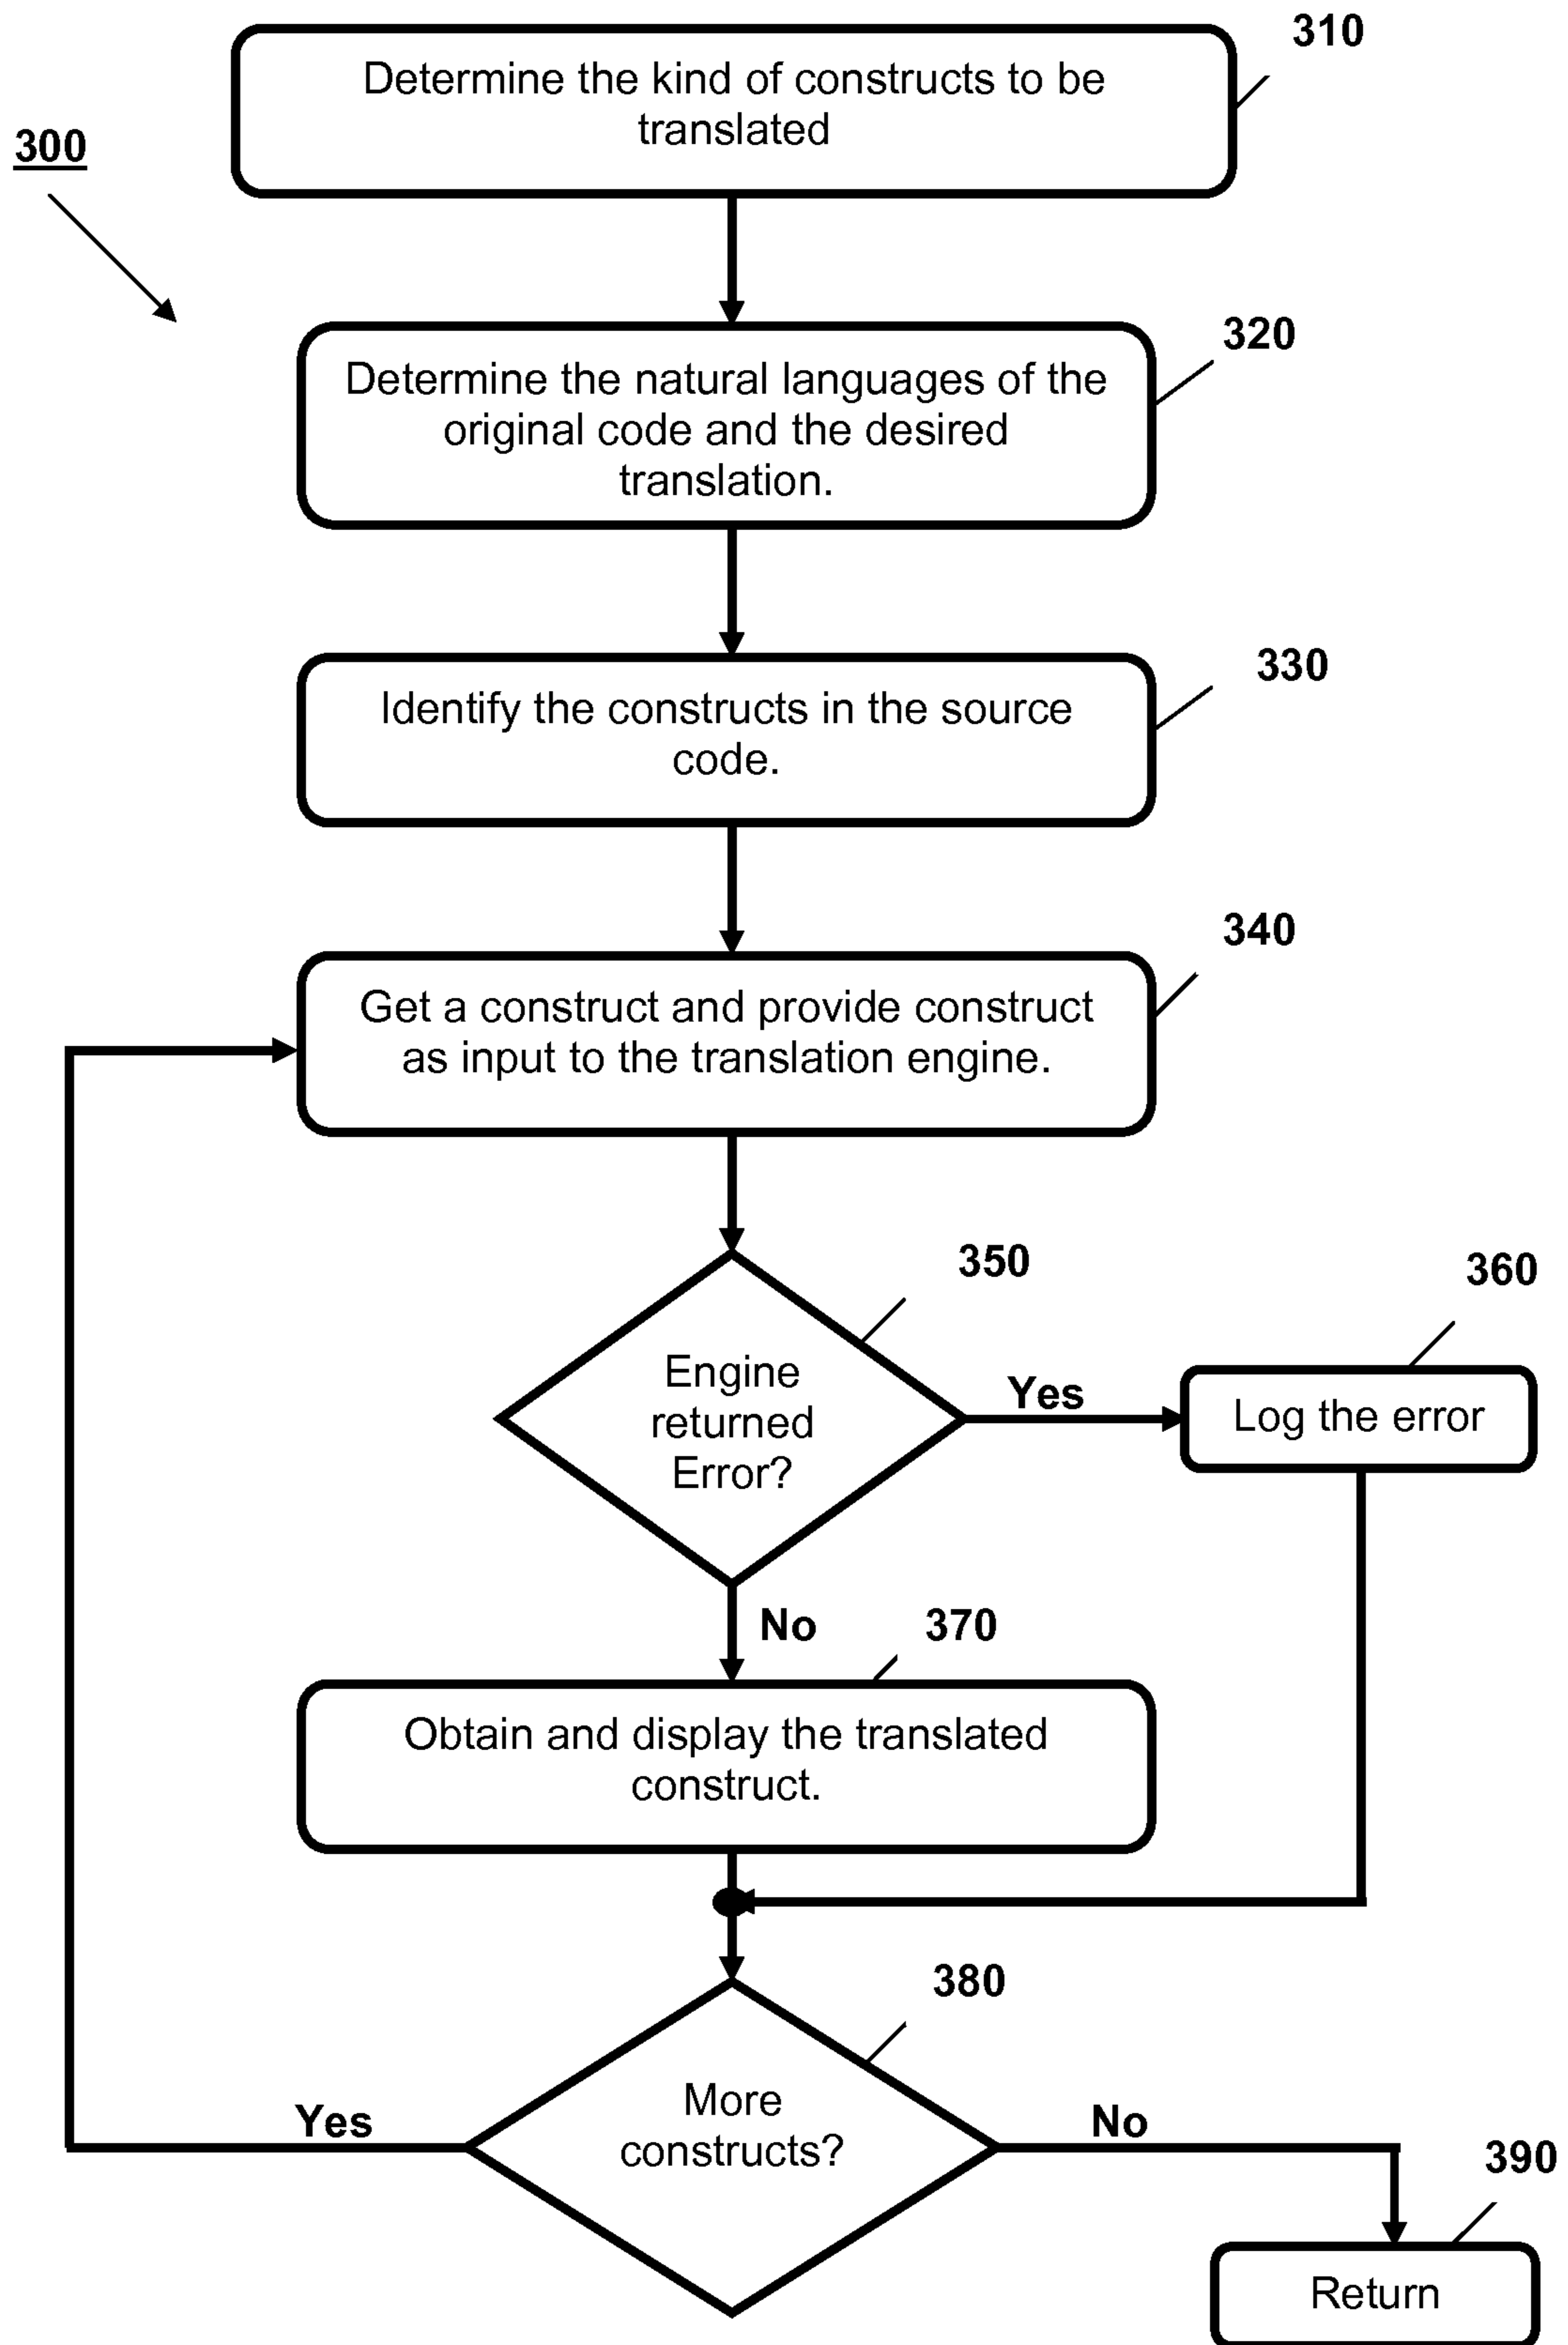 310
Determine the kind of constructs to be
translated
300
320
Determine the natural languages of the
original code and the desired
translation.
330
Identify the constructs in the source
code.
340
Get a construct and provide construct
as input to the translation engine.
350
360
Engine
returned
Error?
Yes
Log the error
No
370
Obtain and display the translated
construct.
380
More
constructs?
Yes
No
390
Return